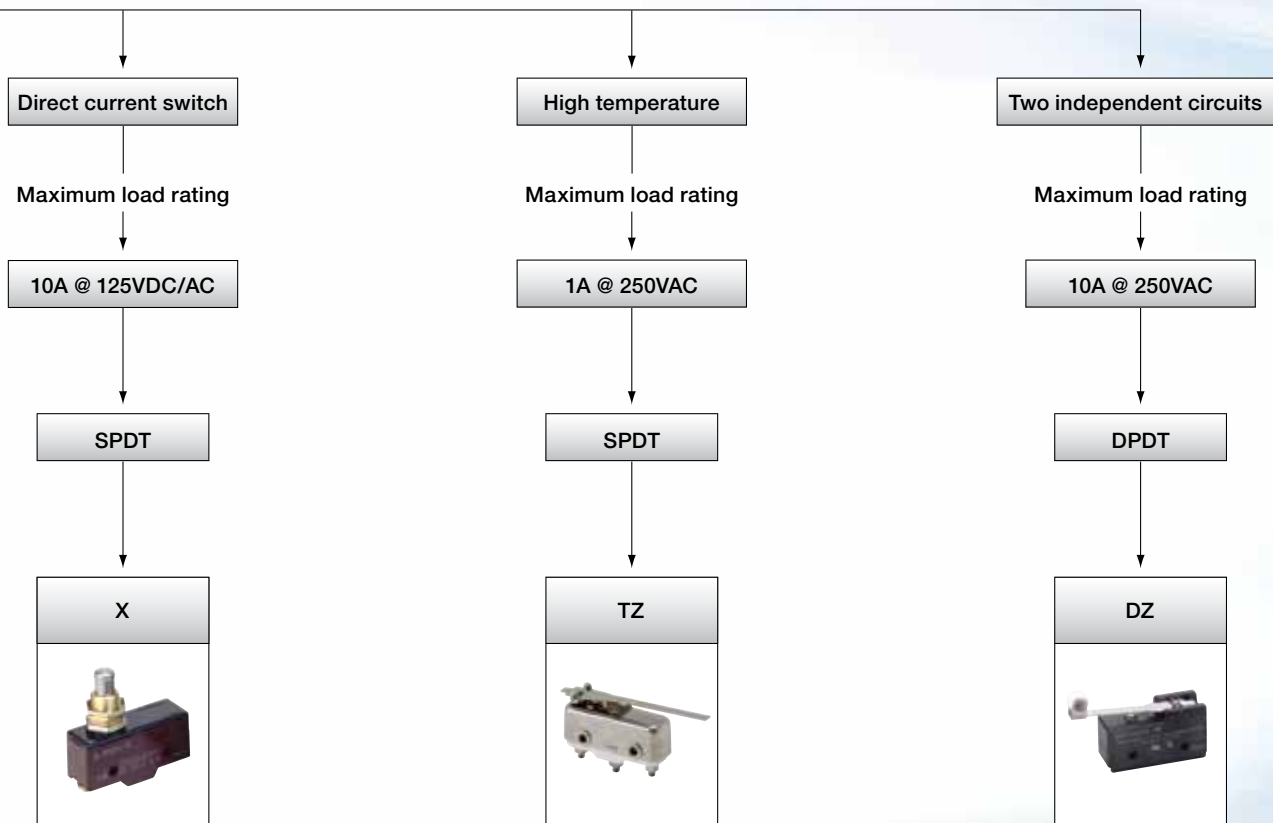 Direct current switch
High temperature
Two independent circuits
Maximum load rating
Maximum load rating
Maximum load rating
10A @ 125VDC/AC
1A @ 250VAC
10A @ 250VAC
SPDT
SPDT
DPDT
X
TZ
DZ